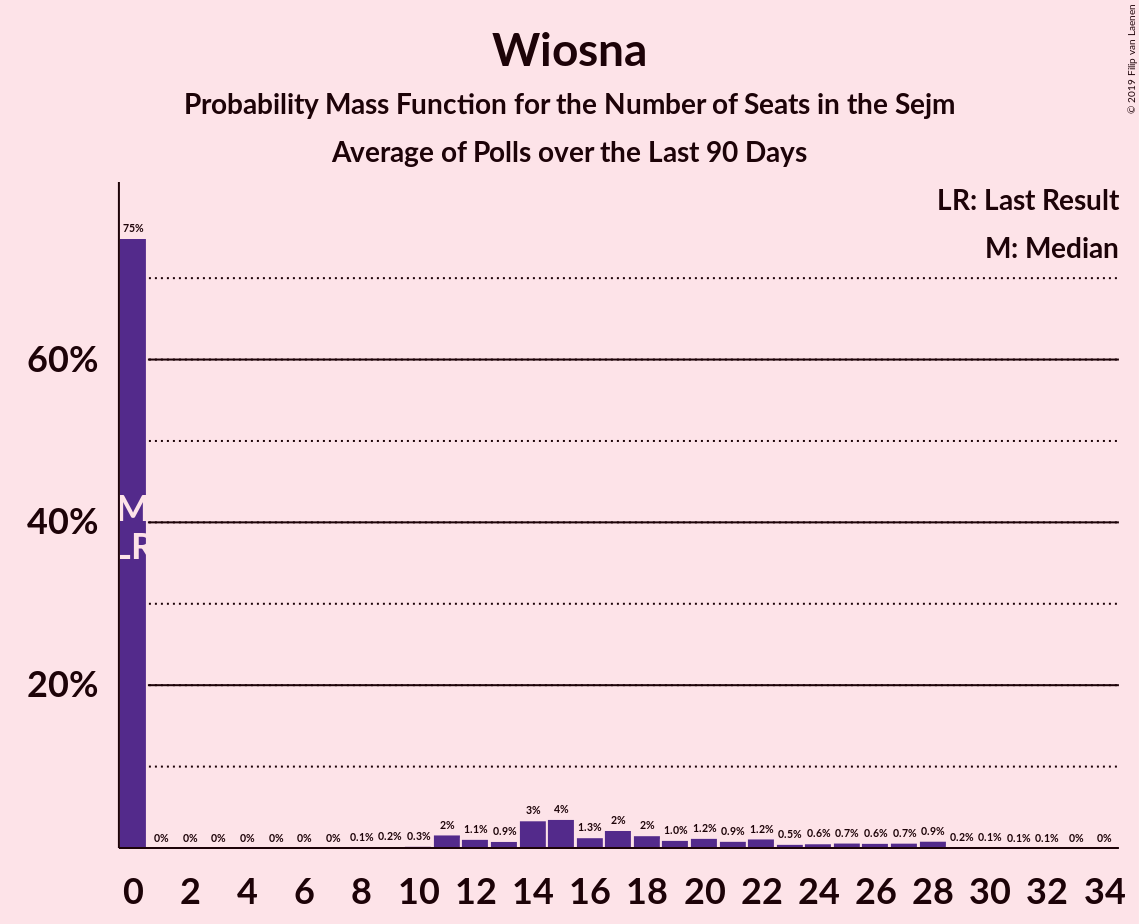 Wiosna
Probability Mass Function for the Number of Seats in the Sejm
Average of Polls over the Last 90 Days
© 2019 Filip van Laenen
LR: Last Result
M: Median
75%
60%
40%
20%
M
LR
0% 0% 0% 0% 0% 0% 0% 0.1% 0.2% 0.3% 2% 1.1% 0.9% 3% 4% 1.3% 2% 2% 1.0% 1.2% 0.9% 1.2% 0.5% 0.6% 0.7% 0.6% 0.7% 0.9% 0.2% 0.1% 0.1% 0.1% 0% 0%
0 2 4 6 8 10 12 14 16 18 20 22 24 26 28 30 32 34